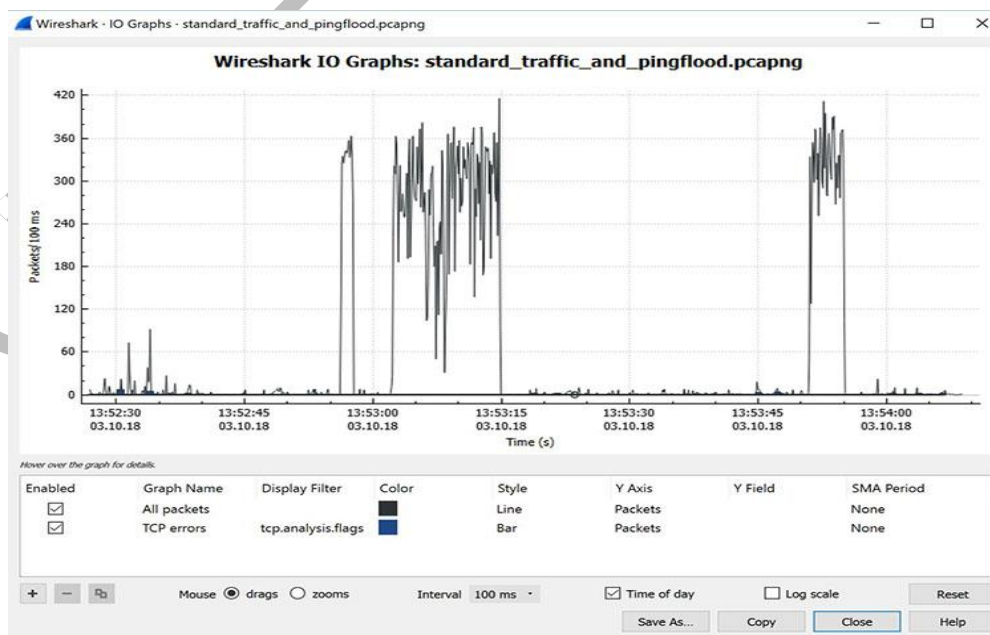 Wireshark · IO Graphs · standard_traffic_and_pingflood.pcapng
Wireshark IO Graphs: standard_traffic_and_pingflood.pcapng
420
360
300
240
180
120
60
0
Packets/100 ms
13:52:30 13:52:45 13:53:00 13:53:15 13:53:30 13:53:45 13:54:00
03.10.18 03.10.18 03.10.18 03.10.18 03.10.18 03.10.18 03.10.18
Time (s)
Hover over the graph for details.
Enabled Graph Name Display Filter Color Style Y Axis Y Field SMA Period
All packets Line Packets None
TCP errors tcp.analysis.flags Bar Packets None
+ − Mouse drags zooms Interval 100 ms Time of day Log scale Reset
Save As... Copy Close Help